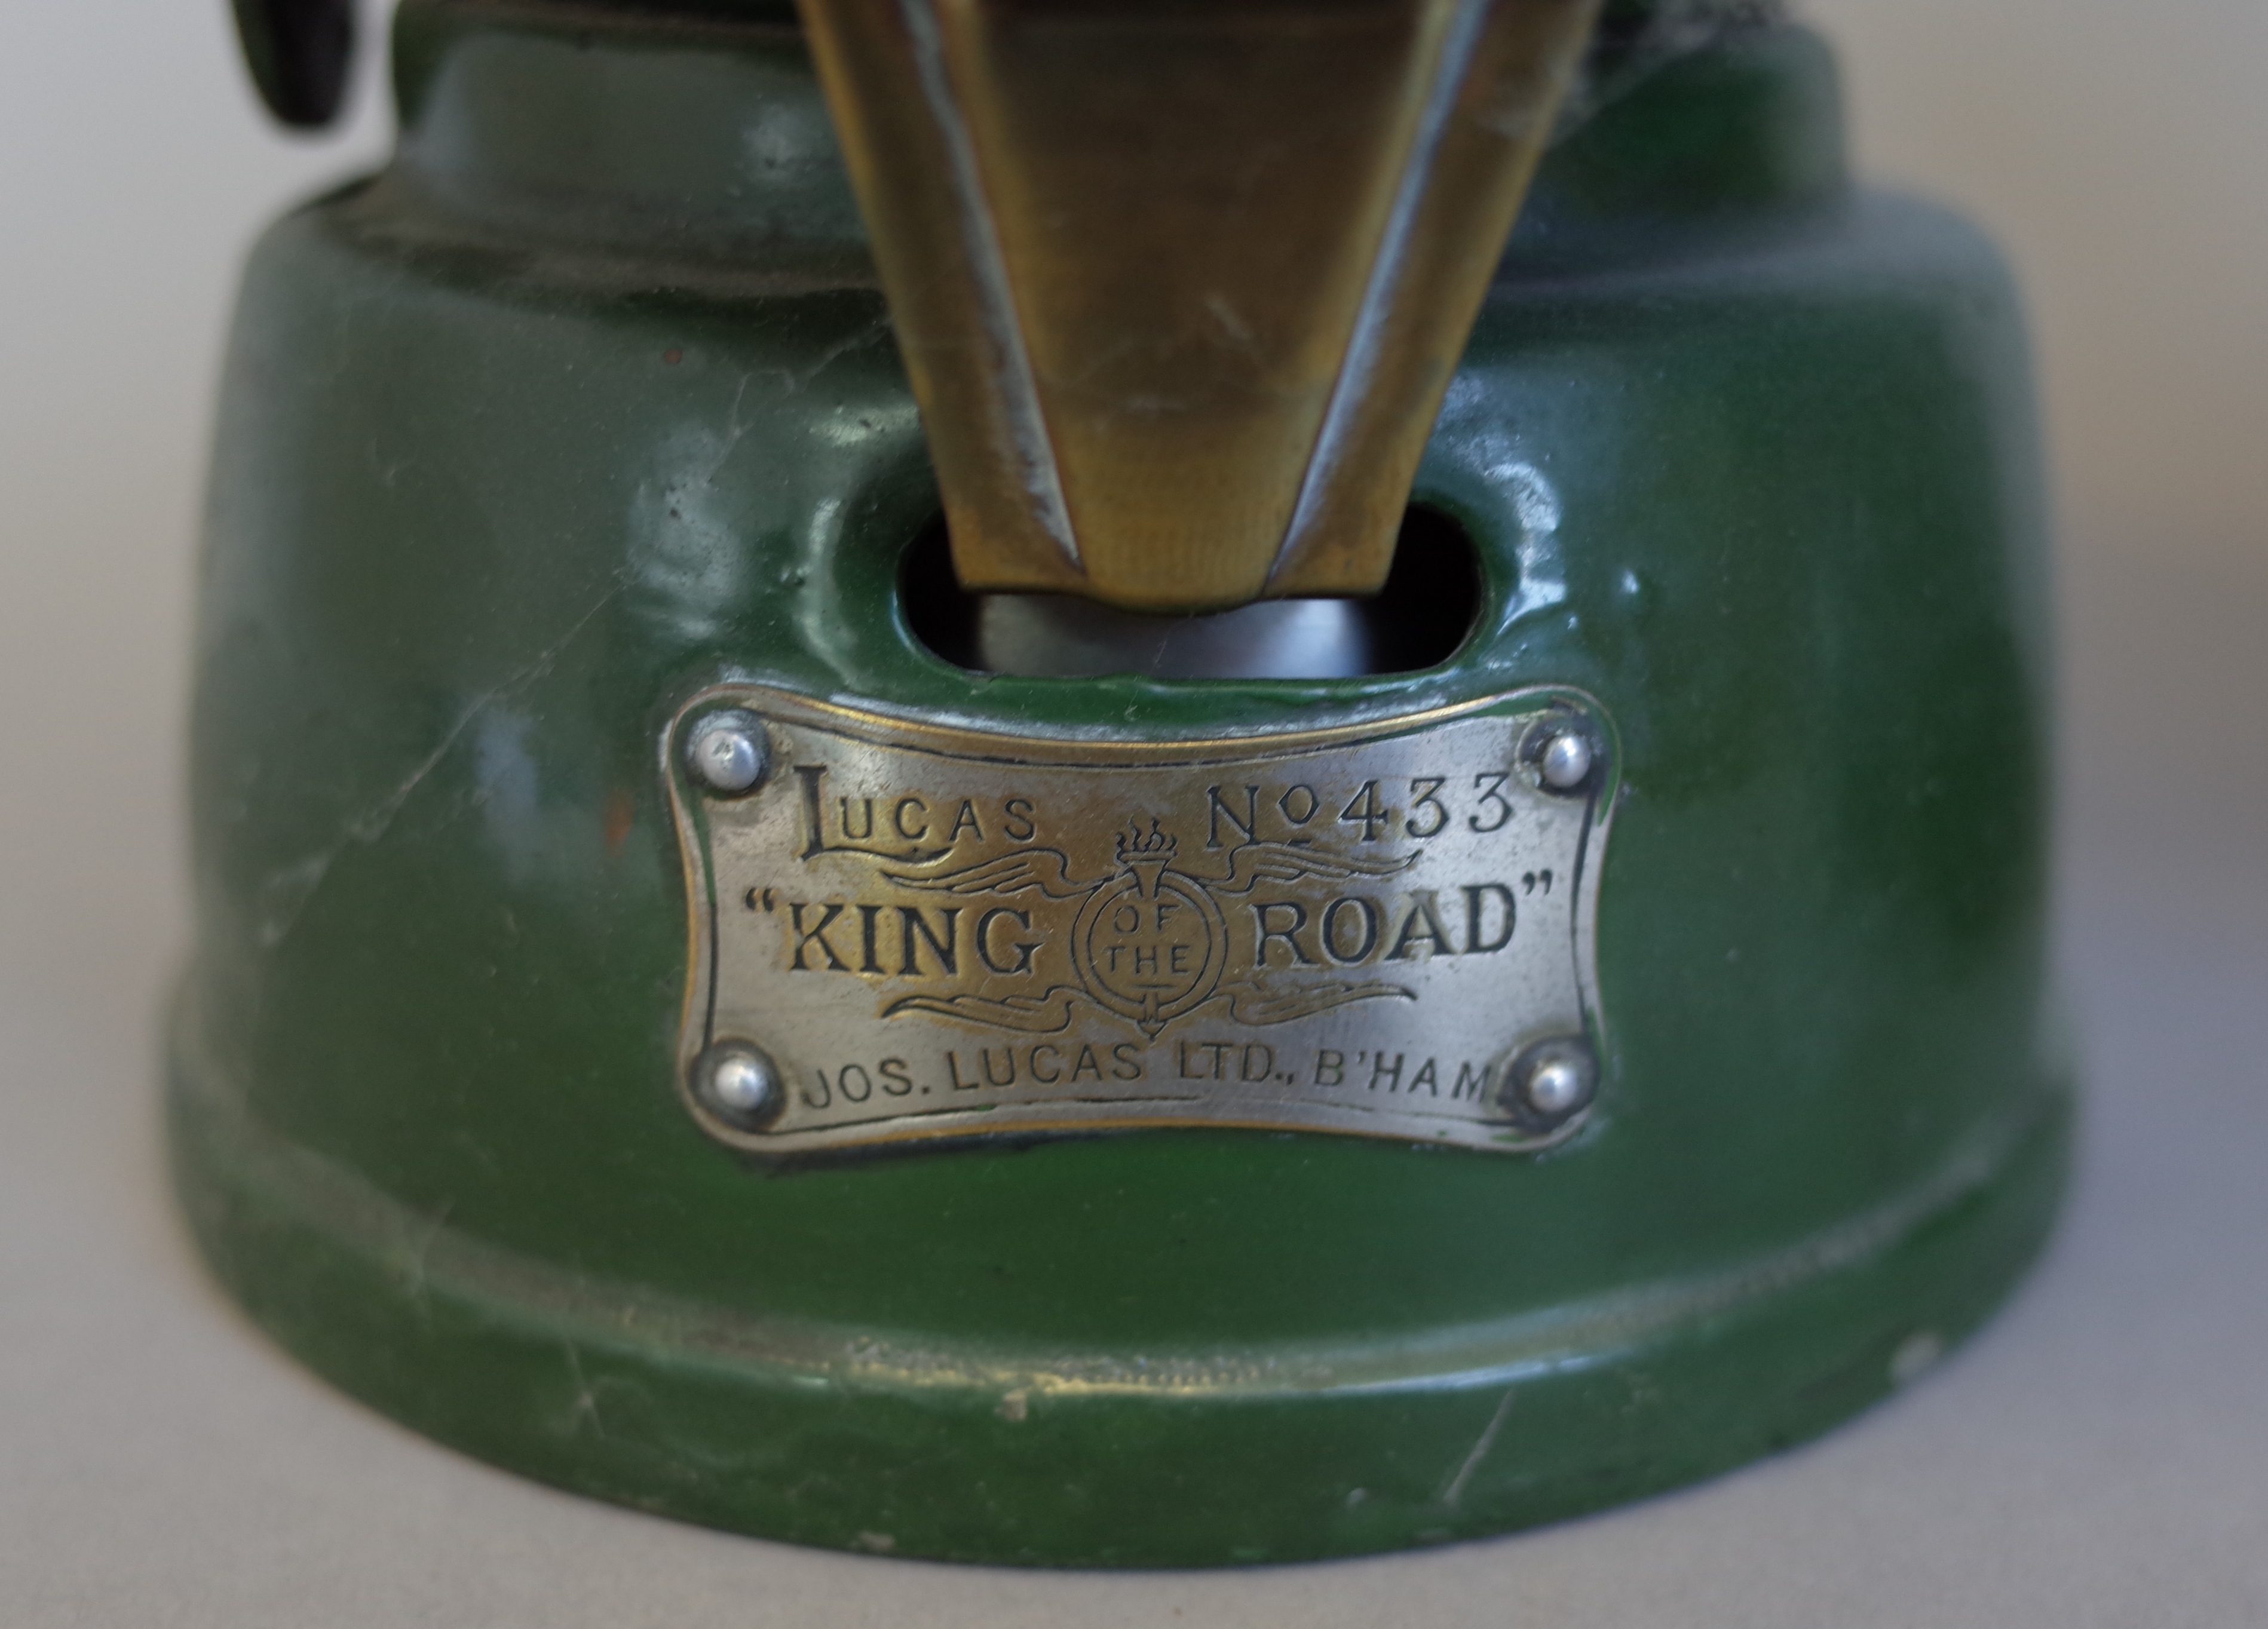 LUCAS Nº 433
"KING OF THE ROAD"
JOS. LUCAS LTD., B'HAM